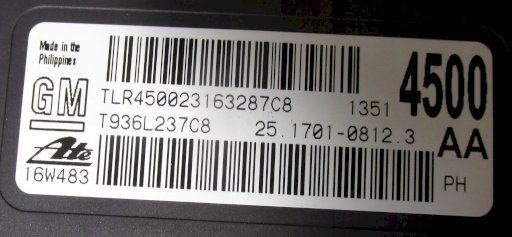 Made in the
Philippines
GM
TLR450023163287C8 1351
4500
T936L237C8 25.1701-0812.3
AA
Ate
16W483
PH